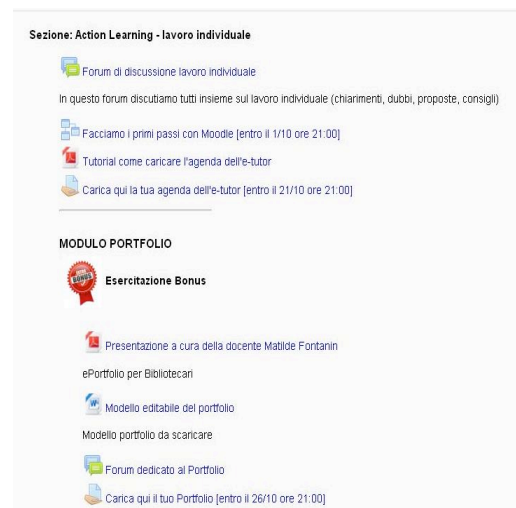 Sezione: Action Learning - lavoro individuale
Forum di discussione lavoro individuale
In questo forum discutiamo tutti insieme sul lavoro individuale (chiarimenti, dubbi, proposte, consigli)
Facciamo i primi passi con Moodle [entro il 1/10 ore 21:00]
Tutorial come caricare l'agenda dell'e-tutor
Carica qui la tua agenda dell'e-tutor [entro il 21/10 ore 21:00]
MODULO PORTFOLIO
BONUS
Esercitazione Bonus
Presentazione a cura della docente Matilde Fontanin
ePortfolio per Bibliotecari
Modello editabile del portfolio
Modello portfolio da scaricare
Forum dedicato al Portfolio
Carica qui il tuo Portfolio [entro il 26/10 ore 21:00]